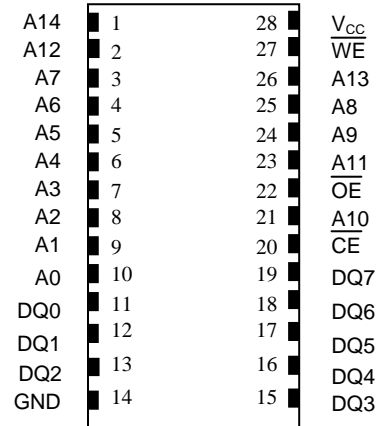 A14 1 28 VCC
A12 2 27 WE
A7 3 26 A13
A6 4 25 A8
A5 5 24 A9
A4 6 23 A11
A3 7 22 OE
A2 8 21 A10
A1 9 20 CE
A0 10 19 DQ7
DQ0 11 18 DQ6
DQ1 12 17 DQ5
DQ2 13 16 DQ4
GND 14 15 DQ3